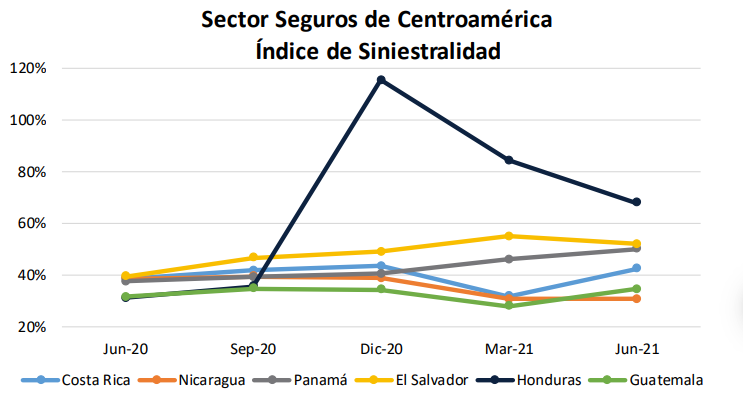 Sector Seguros de Centroamérica
Índice de Siniestralidad
120%
100%
80%
60%
40%
20%
Jun-20 Sep-20 Dic-20 Mar-21 Jun-21
Costa Rica Nicaragua Panamá El Salvador Honduras Guatemala